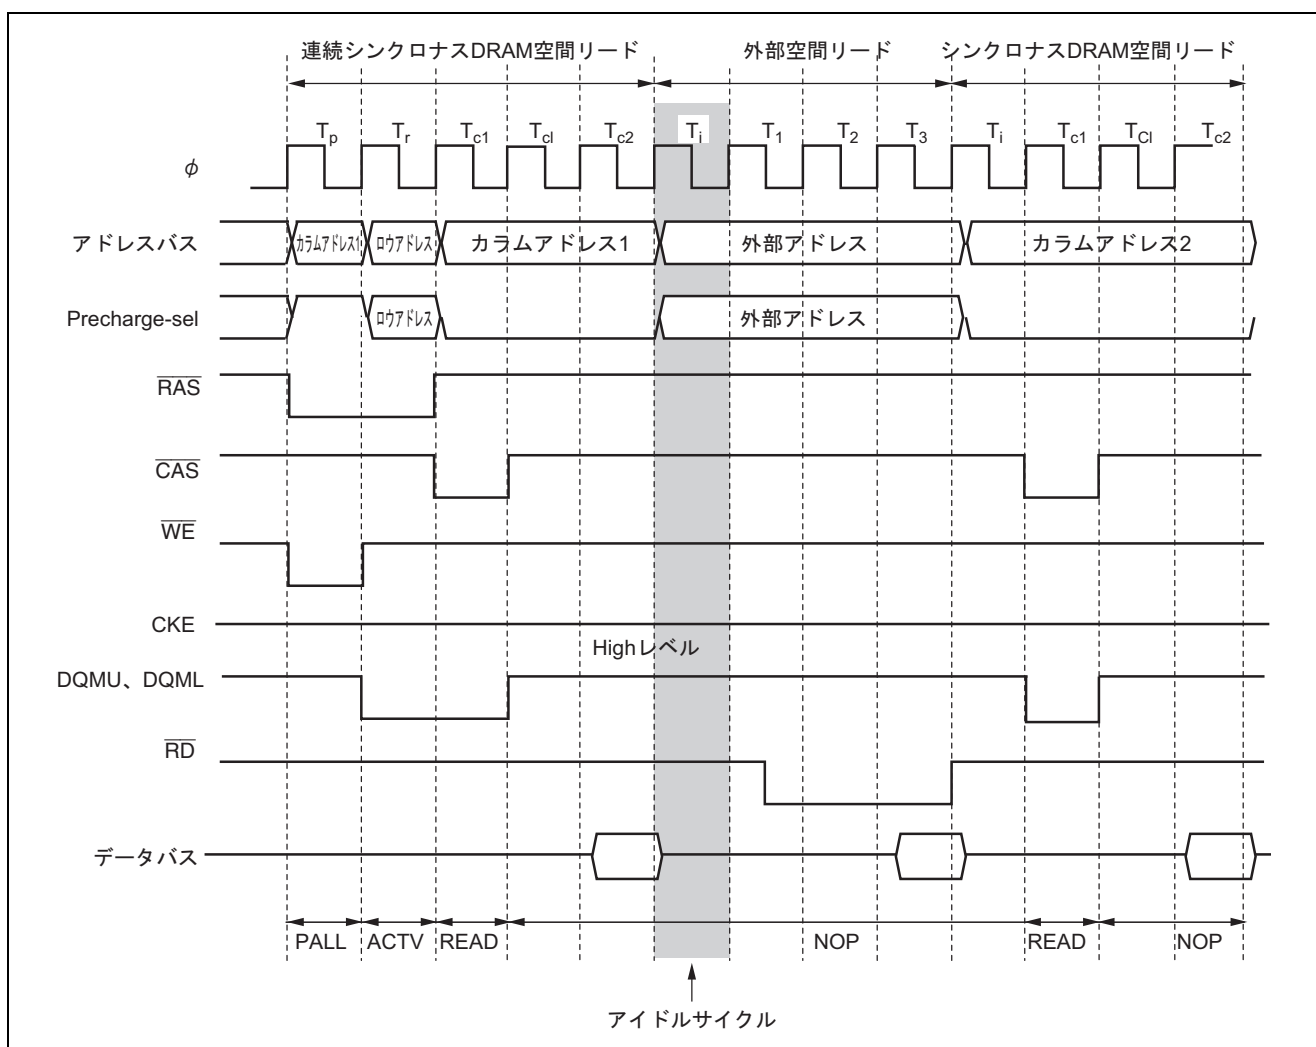 連続シンクロナスDRAM空間リード 外部空間リード シンクロナスDRAM空間リード
Tp Tr Tc1 Tcl Tc2 Ti T1 T2 T3 Ti Tc1 TCl Tc2
φ
アドレスバス カラムアドレス1 ロウアドレス カラムアドレス1 外部アドレス カラムアドレス2
Precharge-sel ロウアドレス 外部アドレス
RAS
CAS
WE
CKE
Highレベル
DQMU、DQML
RD
データバス
PALL ACTV READ NOP READ NOP
アイドルサイクル